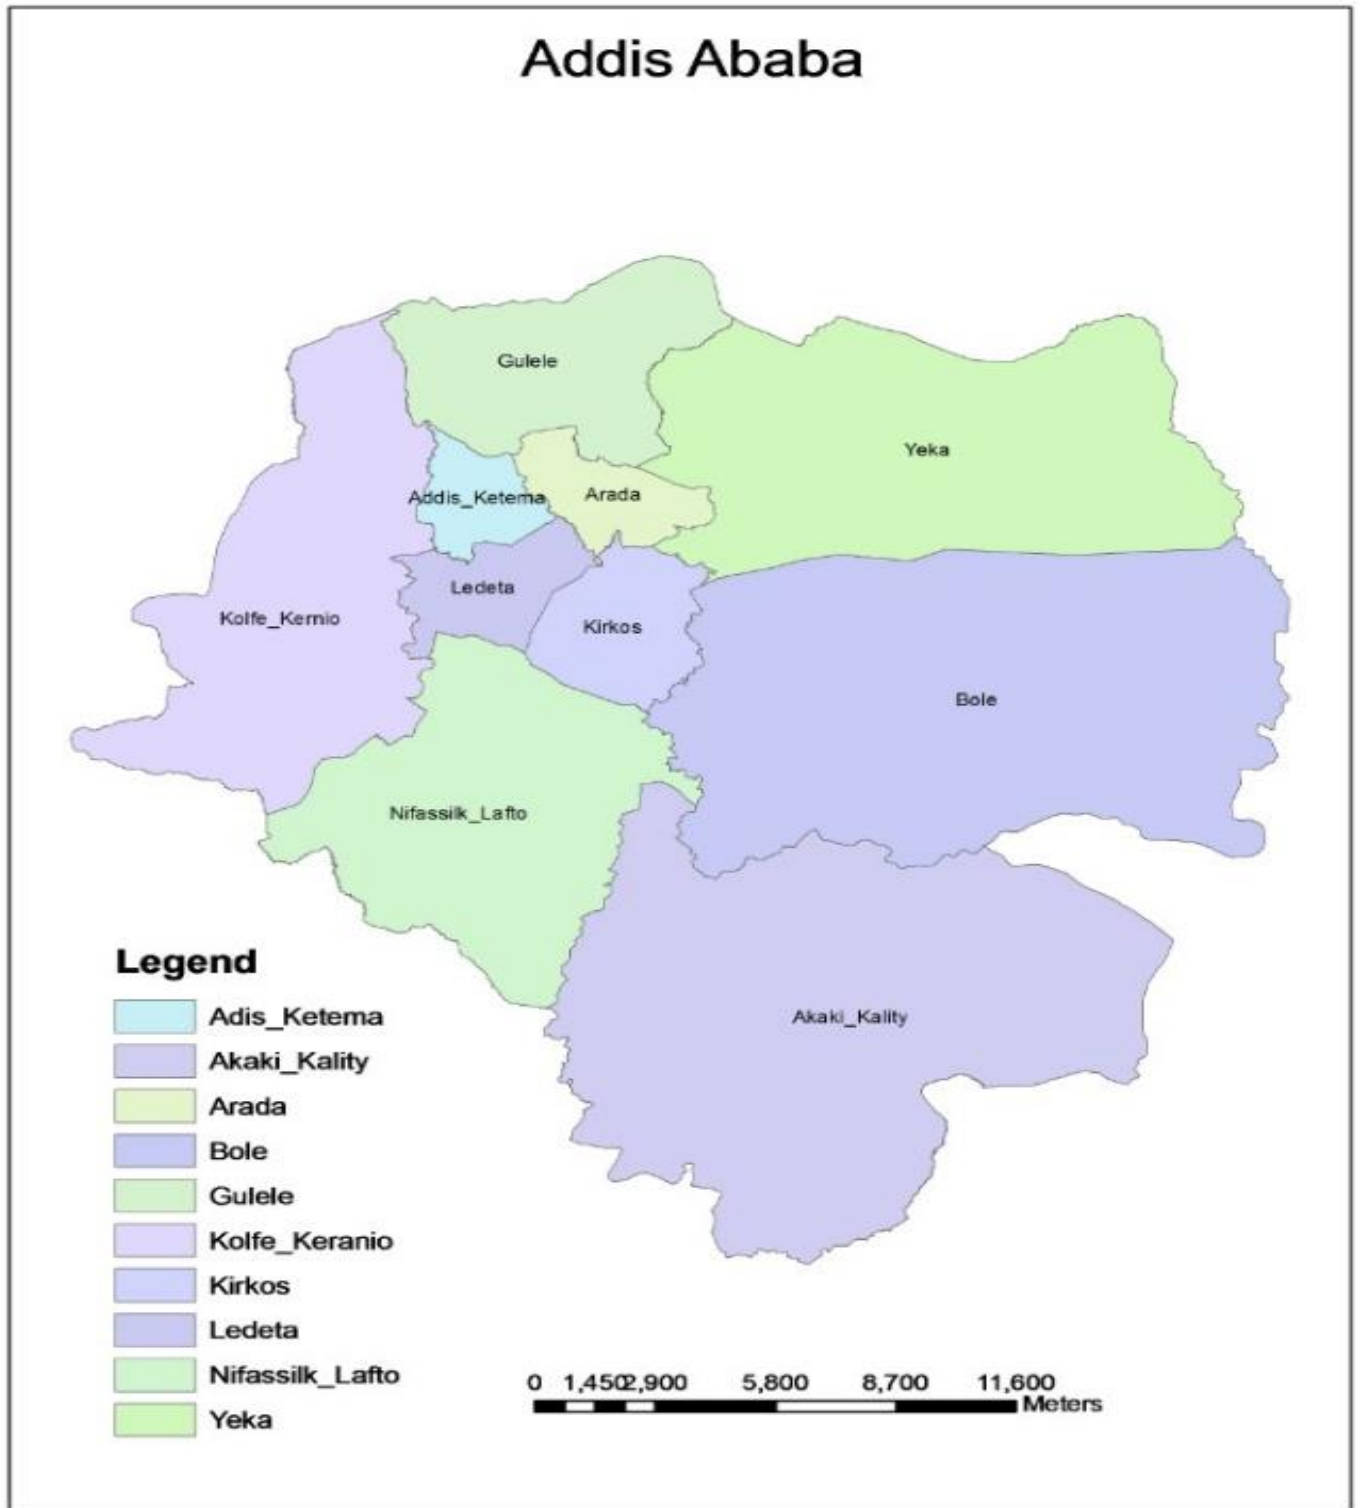 Addis Ababa
Gulele
Yeka
Addis_Ketema
Arada
Ledeta
Kolfe_Kernio
Kirkos
Bole
Nifassilk_Lafto
Akaki_Kality
Legend
Adis_Ketema
Akaki_Kality
Arada
Bole
Gulele
Kolfe_Keranio
Kirkos
Ledeta
Nifassilk_Lafto
Yeka
0 1,450 2,900 5,800 8,700 11,600
Meters